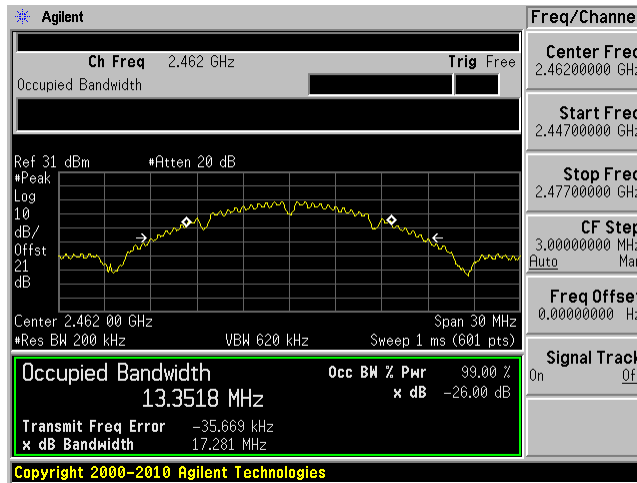 Agilent
Freq/Channel
Ch Freq 2.462 GHz Trig Free
Occupied Bandwidth
Center Freq
2.46200000 GHz
Start Freq
2.44700000 GHz
Stop Freq
2.47700000 GHz
CF Step
3.00000000 MHz
Auto Man
Freq Offset
0.00000000 Hz
Signal Track
On Off
Ref 31 dBm #Atten 20 dB
#Peak
Log
10
dB/
Offst
21
dB
Center 2.462 00 GHz Span 30 MHz
#Res BW 200 kHz VBW 620 kHz Sweep 1 ms (601 pts)
Occupied Bandwidth Occ BW % Pwr 99.00 %
13.3518 MHz x dB -26.00 dB
Transmit Freq Error -35.669 kHz
x dB Bandwidth 17.281 MHz
Copyright 2000-2010 Agilent Technologies